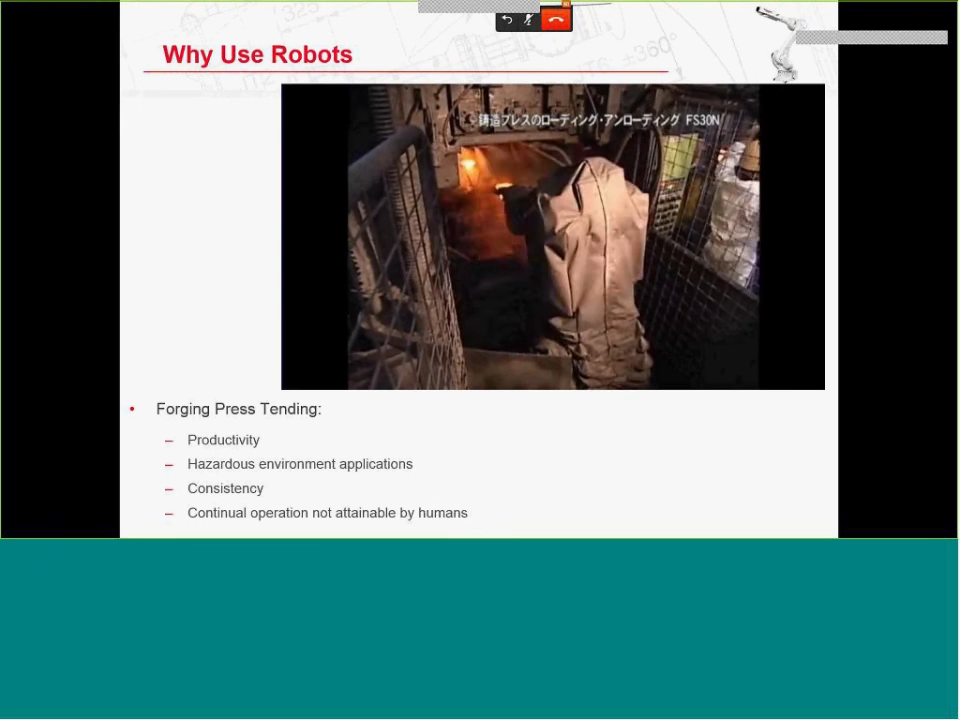 Why Use Robots
鋳造プレスのローディング・アンローディング FS30N
• Forging Press Tending:
– Productivity
– Hazardous environment applications
– Consistency
– Continual operation not attainable by humans